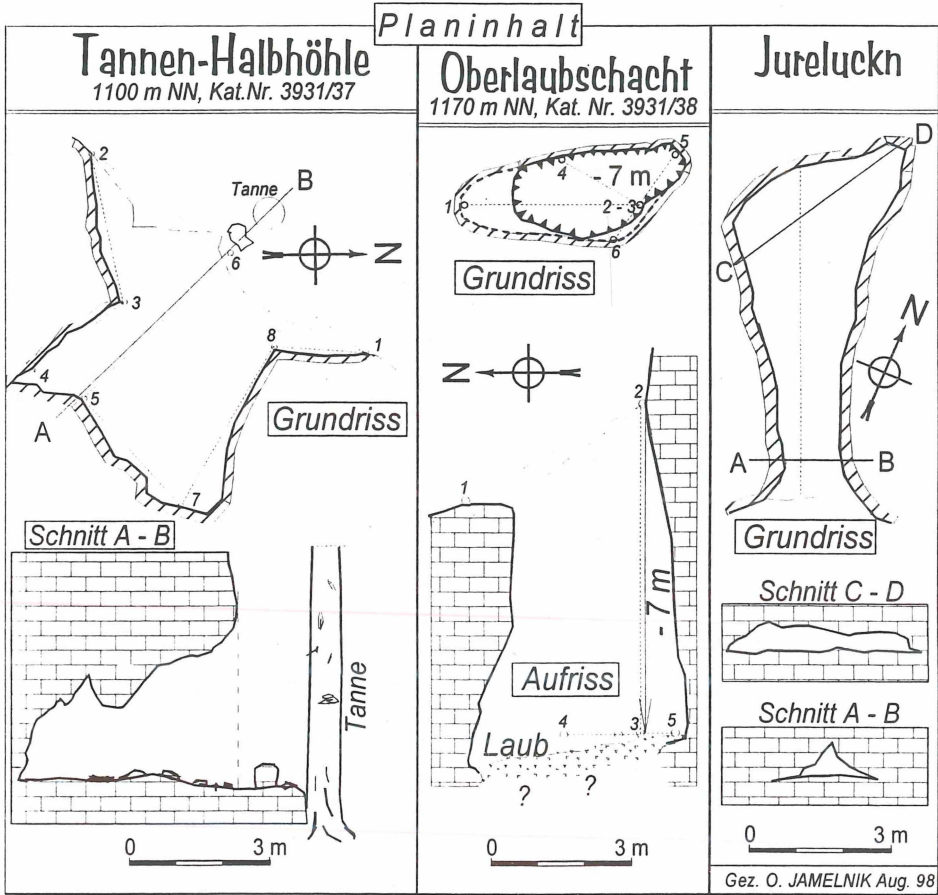 Planinhalt
Tannen-Halbhöhle
1100 m NN, Kat.Nr. 3931/37
2
Tanne
B
6
N
3
8
1
4
5
A
7
Grundriss
Schnitt A - B
Tanne
0 3 m
Oberlaubschacht
1170 m NN, Kat. Nr. 3931/38
5
4
- 7 m
1
2 - 3
6
Grundriss
N
2
1
- 7 m
Aufriss
4
3
5
Laub
? ?
0 3 m
Jureluckn
D
C
N
A B
Grundriss
Schnitt C - D
Schnitt A - B
0 3 m
Gez. O. JAMELNIK Aug. 98